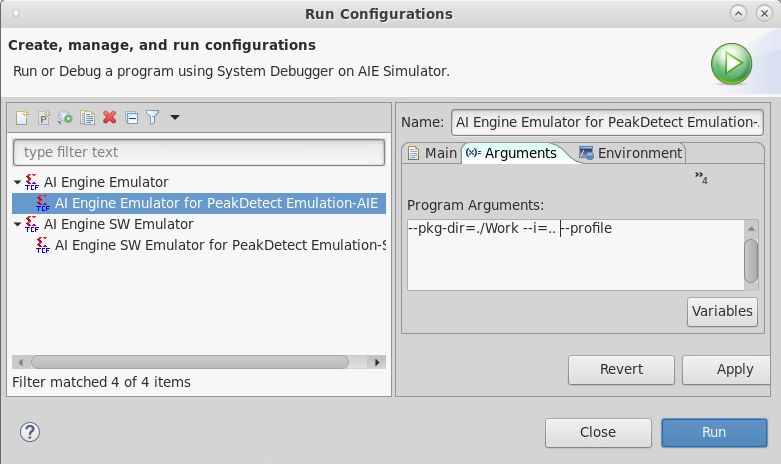 Run Configurations
Create, manage, and run configurations
Run or Debug a program using System Debugger on AIE Simulator.
type filter text
AI Engine Emulator
AI Engine Emulator for PeakDetect Emulation-AIE
AI Engine SW Emulator
AI Engine SW Emulator for PeakDetect Emulation-S
Filter matched 4 of 4 items
Name: AI Engine Emulator for PeakDetect Emulation-
Main (x)= Arguments Environment
»4
Program Arguments:
--pkg-dir=./Work --i=.. --profile
Variables
Revert Apply
? Close Run